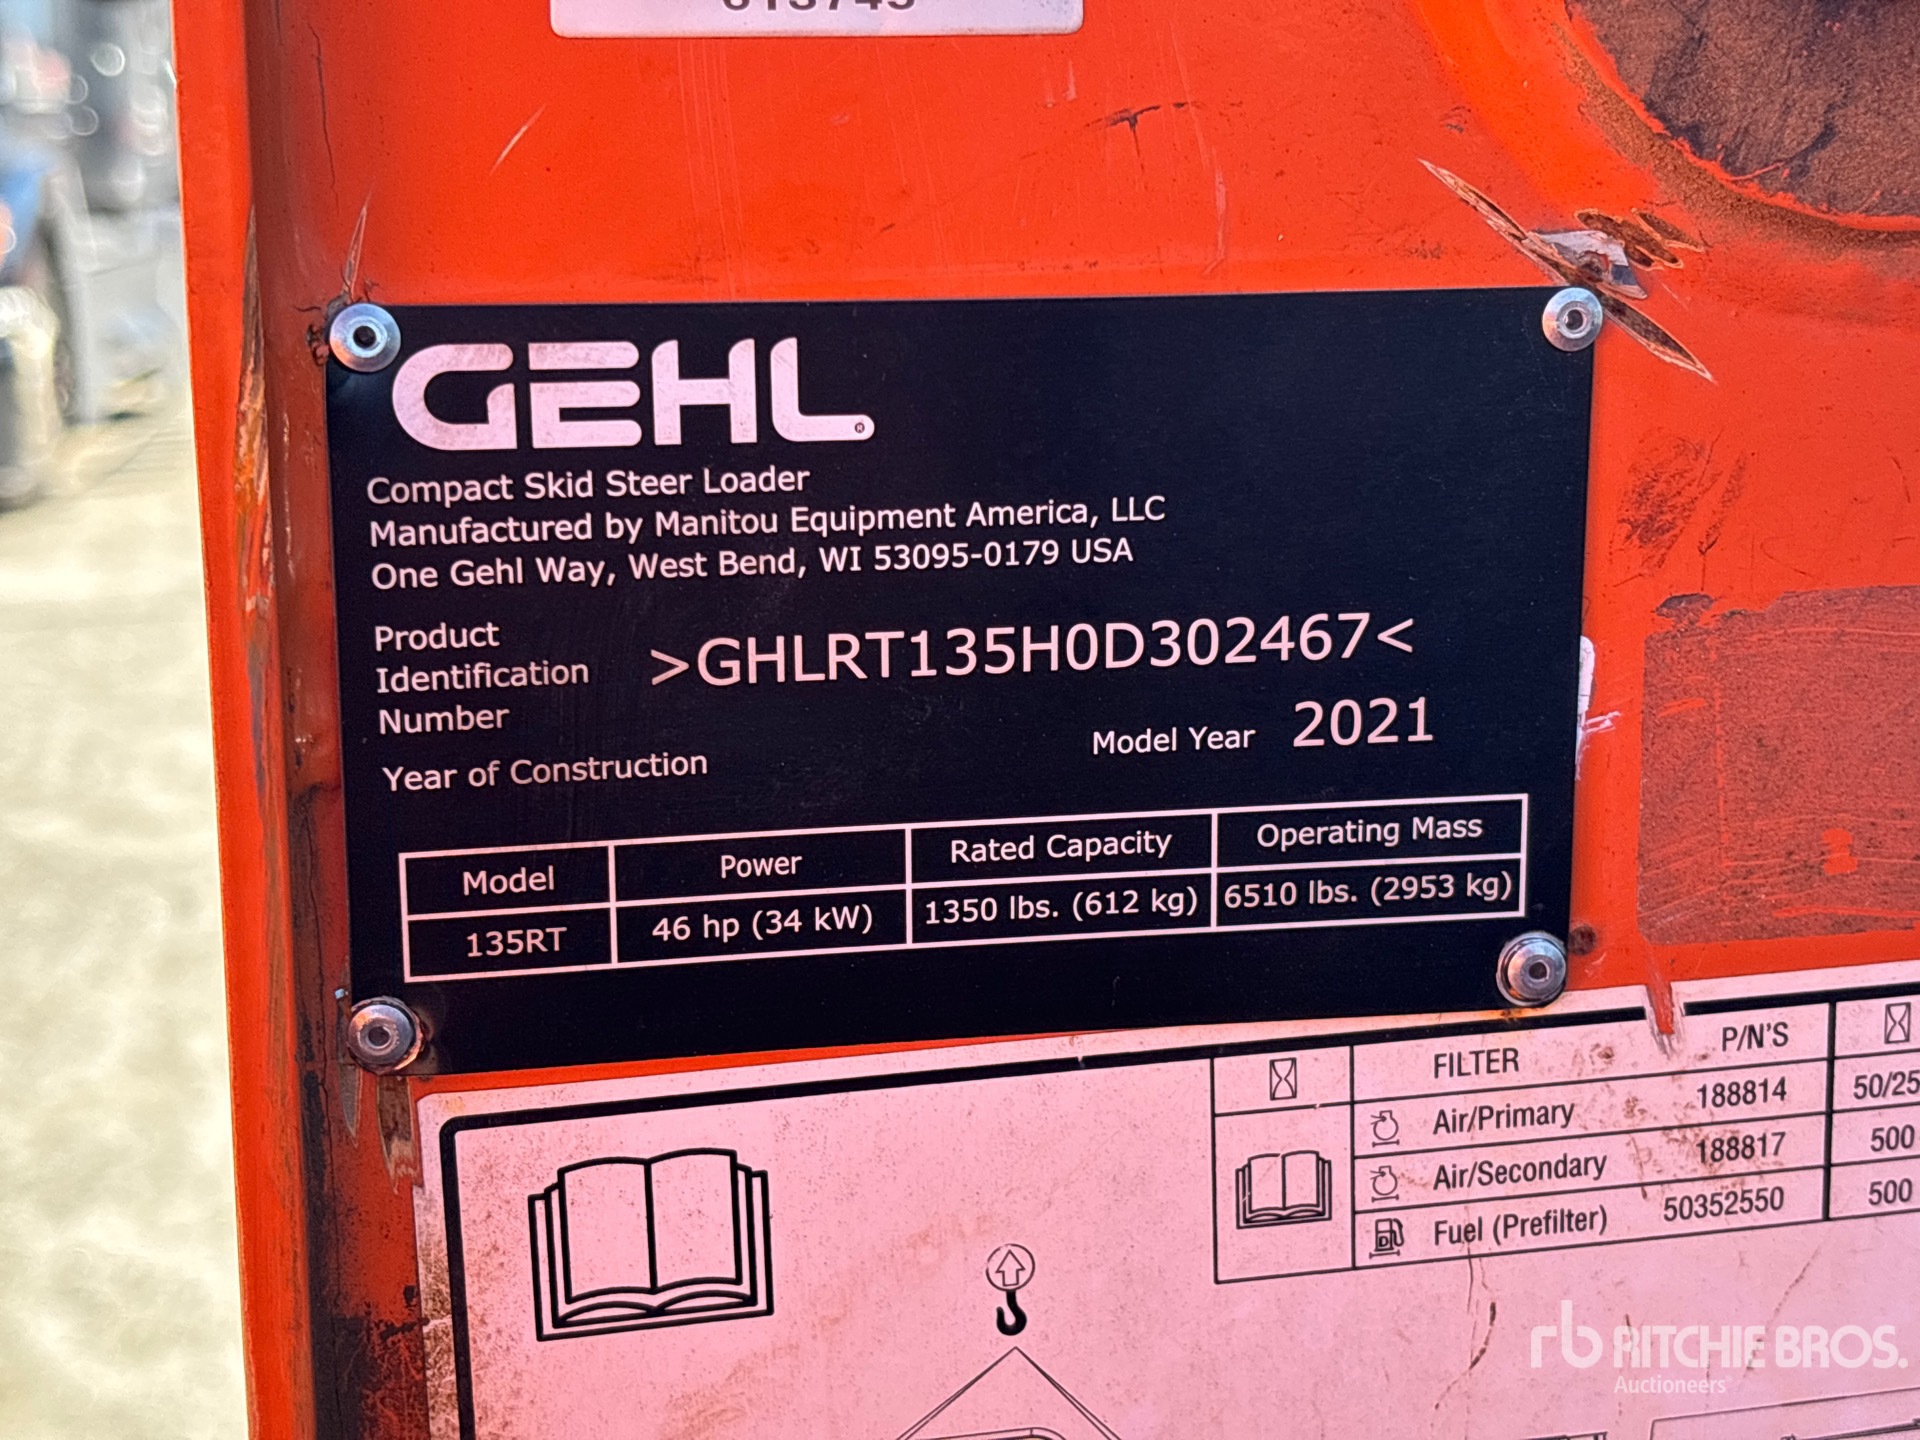 GEHL®
Compact Skid Steer Loader
Manufactured by Manitou Equipment America, LLC
One Gehl Way, West Bend, WI 53095-0179 USA
Product
Identification >GHLRT135H0D302467<
Number
Model Year 2021
Year of Construction
Model Power Rated Capacity Operating Mass
135RT 46 hp (34 kW) 1350 lbs. (612 kg) 6510 lbs. (2953 kg)
FILTER P/N'S
Air/Primary 188814 50/25
Air/Secondary 188817 500
Fuel (Prefilter) 50352550 500
D
rb RITCHIE BROS.
Auctioneers